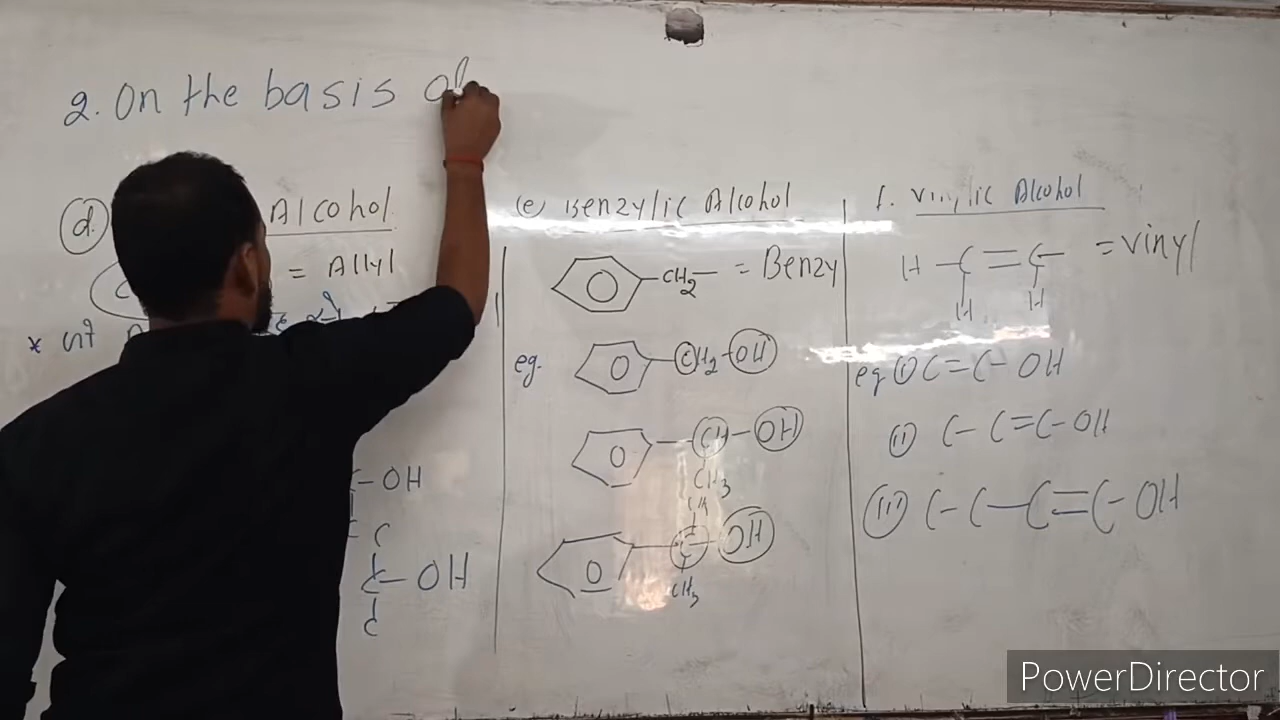 2. On the basis of
(d) Alcohol
= Allyl
* 
C-OH
C
C-OH
C
(e) Benzylic Alcohol
CH2- = Benzy
eg. CH2-OH
CH-OH
CH3
C-OH
CH3
f. Vinylic Alcohol
H-C=C- = Vinyl
H H
eg (i) C=C-OH
(ii) C-C=C-OH
(iii) C-C-C=C-OH
PowerDirector